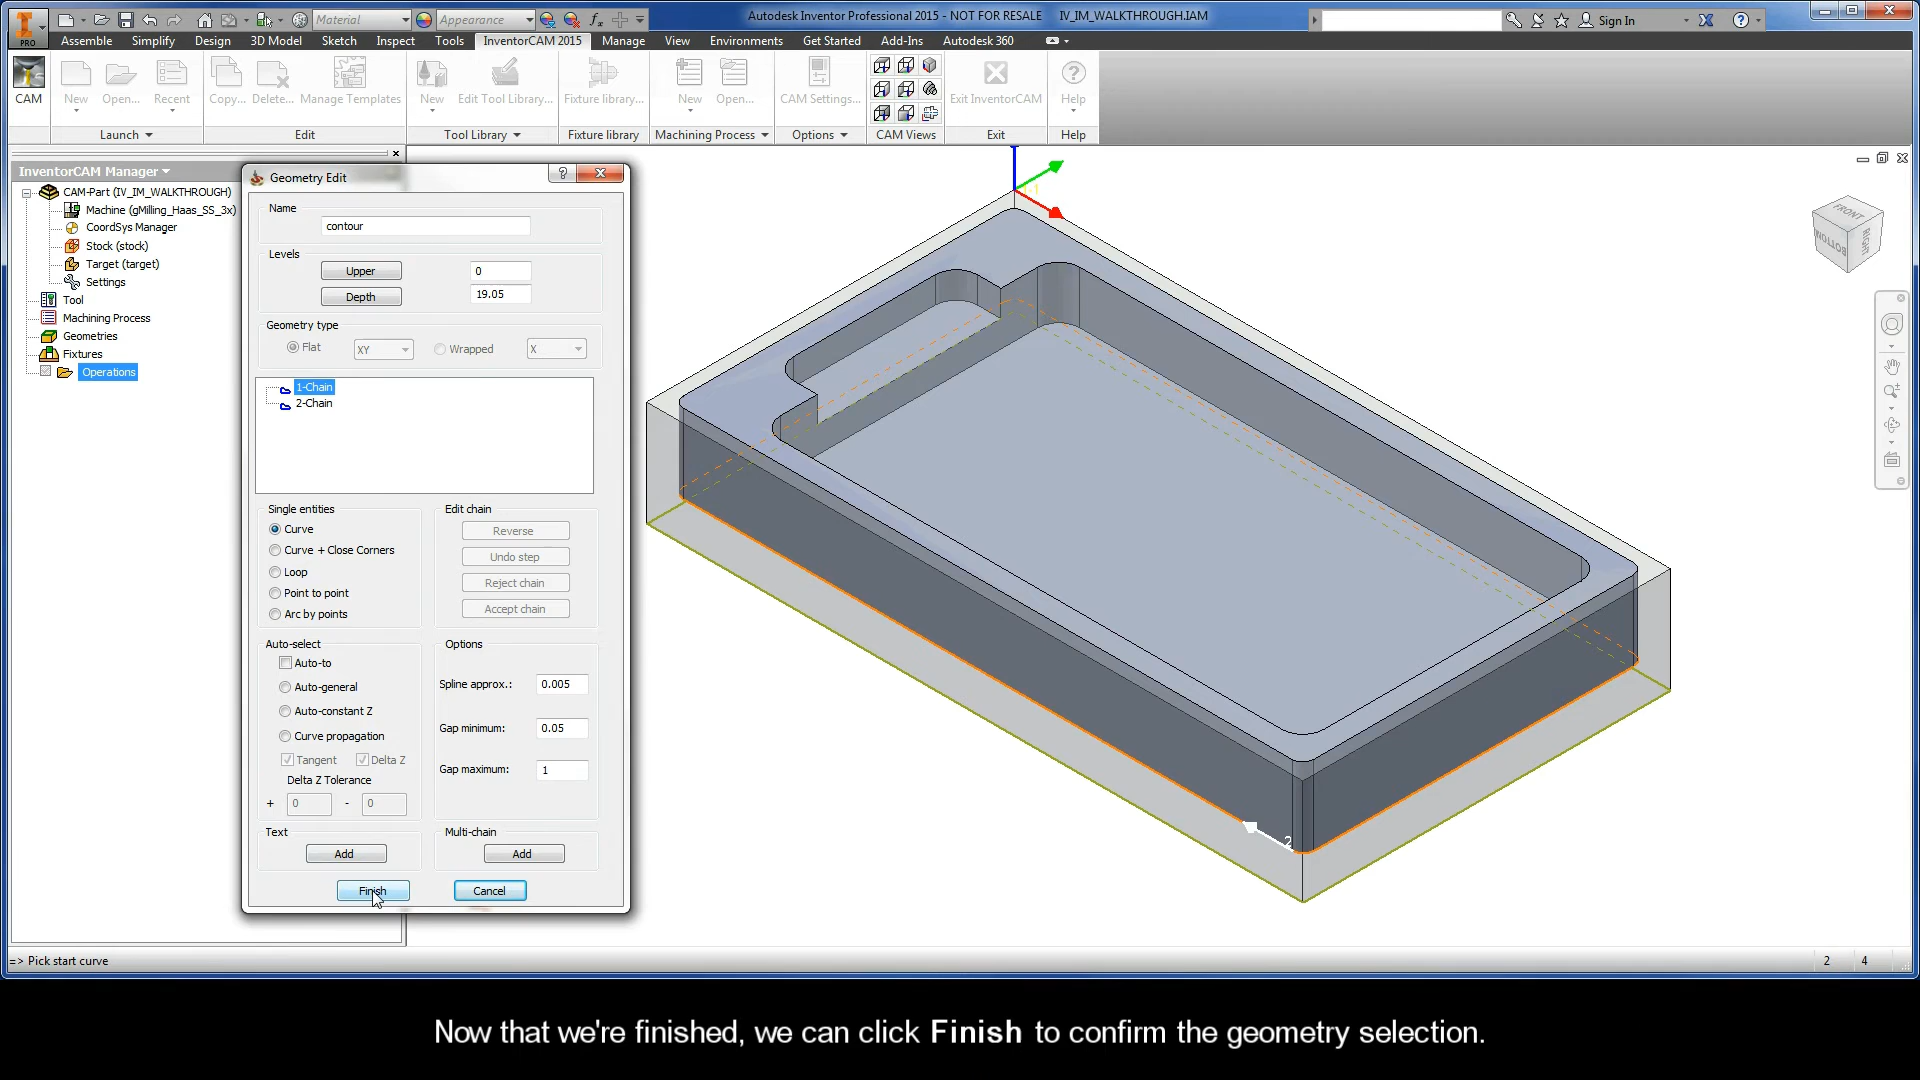 Material
Appearance
Autodesk Inventor Professional 2015 - NOT FOR RESALE IV_IM_WALKTHROUGH.IAM
Sign In
PRO
Assemble Simplify Design 3D Model Sketch Inspect Tools InventorCAM 2015 Manage View Environments Get Started Add-Ins Autodesk 360
CAM New Open... Recent Copy... Delete... Manage Templates New Edit Tool Library... Fixture library... New Open... CAM Settings... Exit InventorCAM Help
Launch Edit Tool Library Fixture library Machining Process Options CAM Views Exit Help
InventorCAM Manager
CAM-Part (IV_IM_WALKTHROUGH)
Machine (gMilling_Haas_SS_3x)
CoordSys Manager
Stock (stock)
Target (target)
Settings
Tool
Machining Process
Geometries
Fixtures
Operations
Geometry Edit
Name
contour
Levels
Upper 0
Depth 19.05
Geometry type
Flat XY Wrapped X
1-Chain
2-Chain
Single entities
Curve
Curve + Close Corners
Loop
Point to point
Arc by points
Edit chain
Reverse
Undo step
Reject chain
Accept chain
Auto-select
Auto-to
Auto-general
Auto-constant Z
Curve propagation
Tangent Delta Z
Delta Z Tolerance
+ 0 - 0
Options
Spline approx.: 0.005
Gap minimum: 0.05
Gap maximum: 1
Text
Add
Multi-chain
Add
Finish Cancel
FRONT
BOTTOM
RIGHT
2
=> Pick start curve
2 4
Now that we're finished, we can click Finish to confirm the geometry selection.